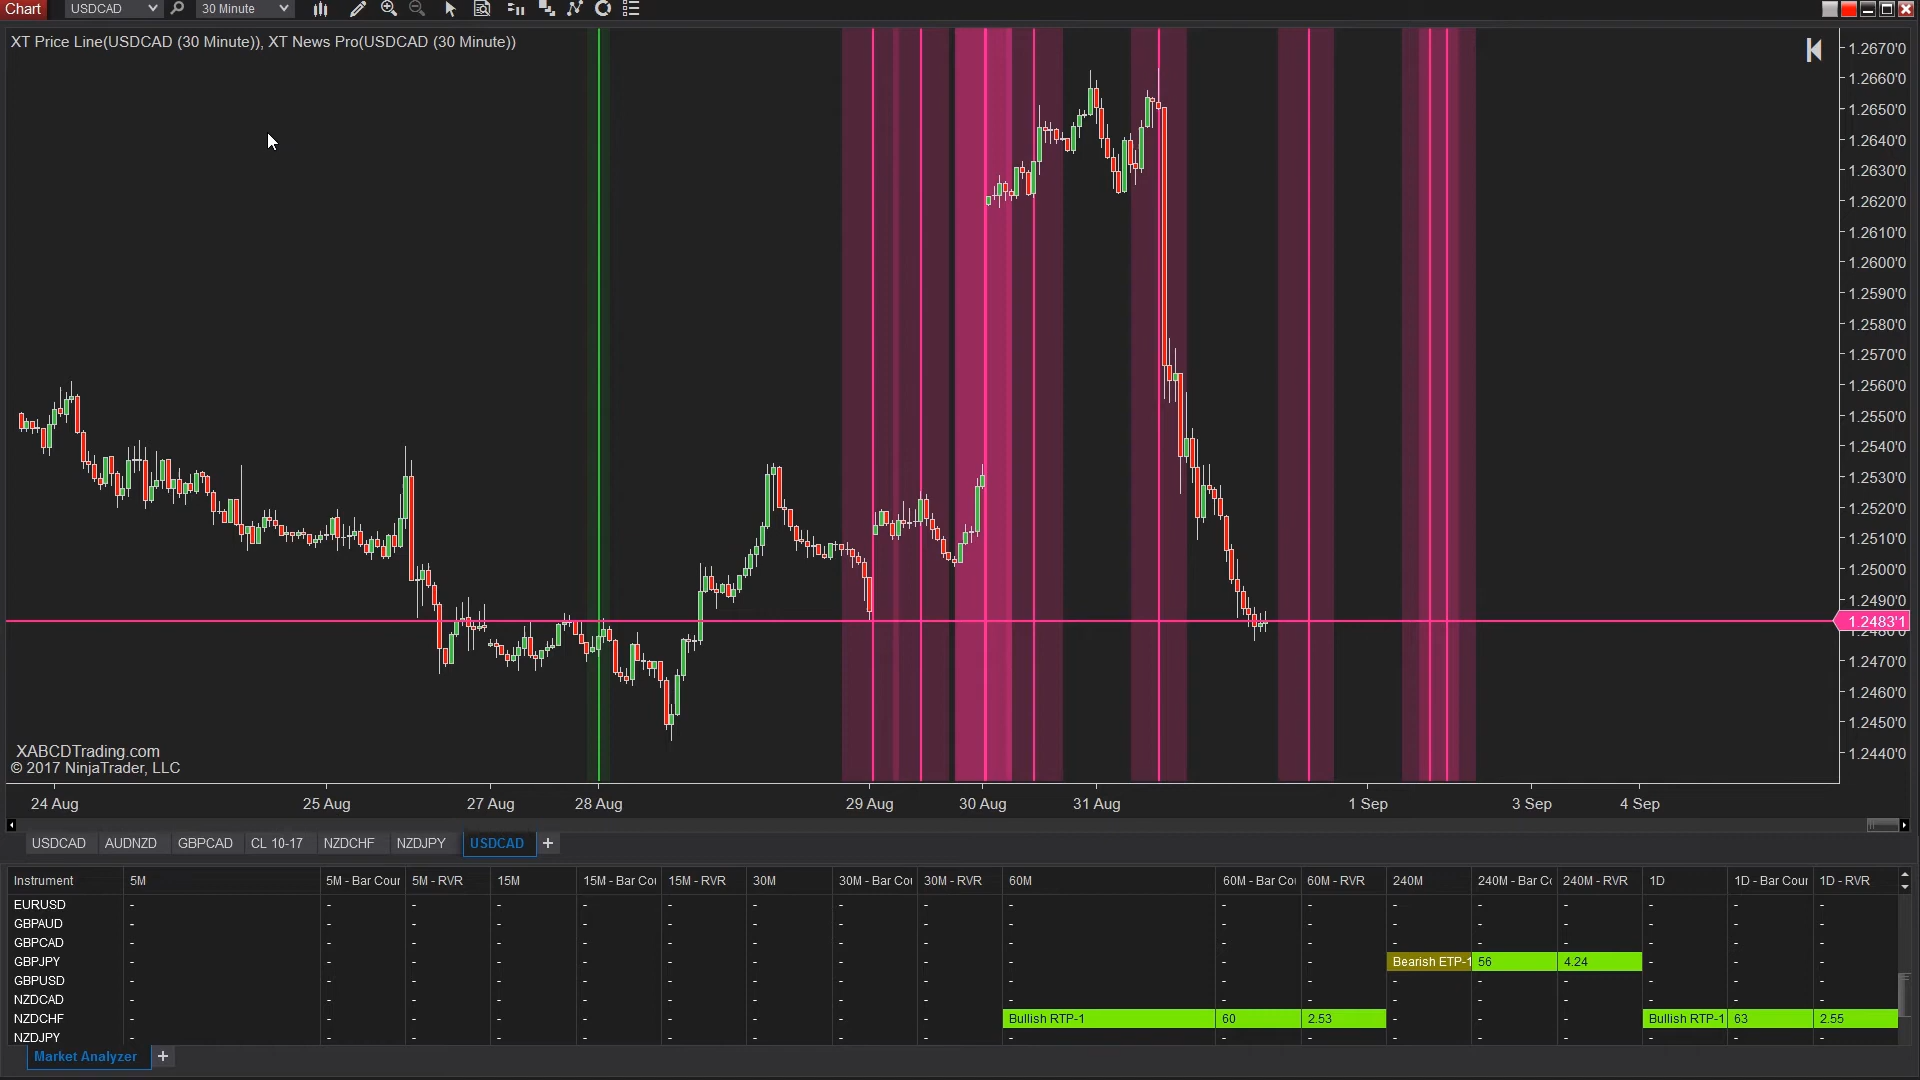 Chart USDCAD 30 Minute
XT Price Line(USDCAD (30 Minute)), XT News Pro(USDCAD (30 Minute))
1.2670'0
1.2660'0
1.2650'0
1.2640'0
1.2630'0
1.2620'0
1.2610'0
1.2600'0
1.2590'0
1.2580'0
1.2570'0
1.2560'0
1.2550'0
1.2540'0
1.2530'0
1.2520'0
1.2510'0
1.2500'0
1.2490'0
1.2483'1
1.2480'0
1.2470'0
1.2460'0
1.2450'0
1.2440'0
XABCDTrading.com
© 2017 NinjaTrader, LLC
24 Aug 25 Aug 27 Aug 28 Aug 29 Aug 30 Aug 31 Aug 1 Sep 3 Sep 4 Sep
USDCAD AUDNZD GBPCAD CL 10-17 NZDCHF NZDJPY USDCAD +
Instrument 5M 5M - Bar Cour 5M - RVR 15M 15M - Bar Cou 15M - RVR 30M 30M - Bar Cou 30M - RVR 60M 60M - Bar Co 60M - RVR 240M 240M - Bar C 240M - RVR 1D 1D - Bar Cour 1D - RVR
EURUSD - - - - - - - - - - - - - - - - - -
GBPAUD - - - - - - - - - - - - - - - - - -
GBPCAD - - - - - - - - - - - - - - - - - -
GBPJPY - - - - - - - - - - - - Bearish ETP-1 56 4.24 - - -
GBPUSD - - - - - - - - - - - - - - - - - -
NZDCAD - - - - - - - - - - - - - - - - - -
NZDCHF - - - - - - - - - Bullish RTP-1 60 2.53 - - - Bullish RTP-1 63 2.55
NZDJPY - - - - - - - - - - - - - - - - - -
Market Analyzer +